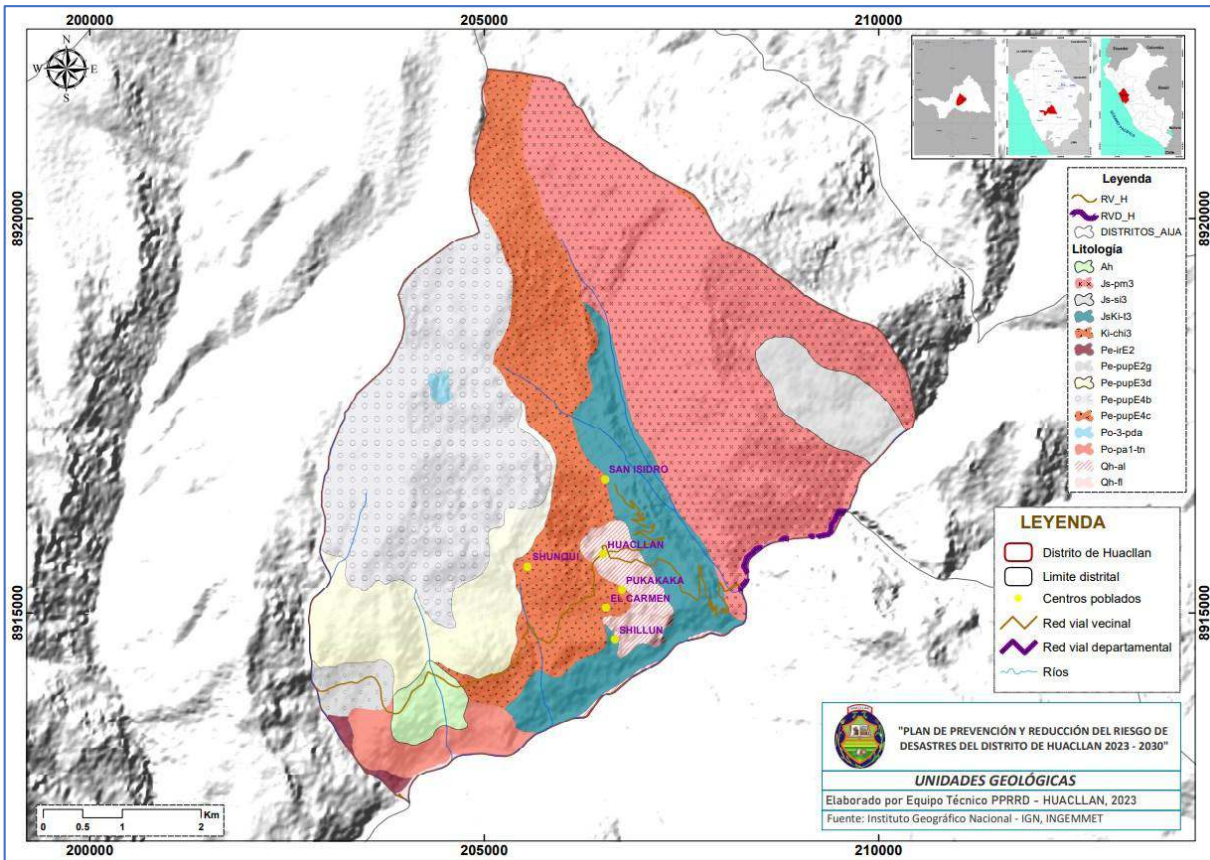 200000
205000
210000
N
W
E
S
8920000
8920000
Leyenda
RV_H
RVD_H
DISTRITOS_AIJA
Litología
Ah
Js-pm3
Js-si3
JsKi-t3
Ki-chi3
Pe-irE2
Pe-pupE2g
Pe-pupE3d
Pe-pupE4b
Pe-pupE4c
Po-3-pda
Po-pa1-tn
Qh-al
Qh-fl
SAN ISIDRO
HUACLLAN
SHUNQUI
PUKAKAKA
EL CARMEN
SHILLUN
8915000
8915000
LEYENDA
Distrito de Huacllan
Limite distrital
Centros poblados
Red vial vecinal
Red vial departamental
Ríos
"PLAN DE PREVENCIÓN Y REDUCCIÓN DEL RIESGO DE
DESASTRES DEL DISTRITO DE HUACLLAN 2023 - 2030"
UNIDADES GEOLÓGICAS
Elaborado por Equipo Técnico PPRRD – HUACLLAN, 2023
Fuente: Instituto Geográfico Nacional - IGN, INGEMMET
Km
0 0.5 1 2
200000
205000
210000